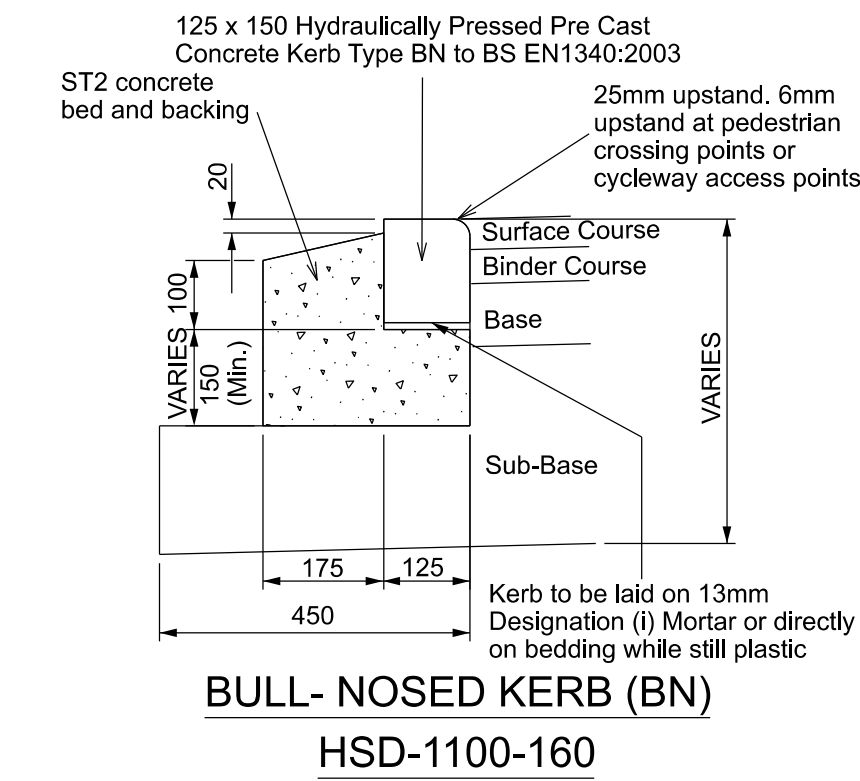 125 x 150 Hydraulically Pressed Pre Cast
Concrete Kerb Type BN to BS EN1340:2003
ST2 concrete
bed and backing
25mm upstand. 6mm
upstand at pedestrian
crossing points or
cycleway access points
20
Surface Course
Binder Course
100
Base
VARIES
150
(Min.)
VARIES
Sub-Base
175
125
450
Kerb to be laid on 13mm
Designation (i) Mortar or directly
on bedding while still plastic
BULL- NOSED KERB (BN)
HSD-1100-160